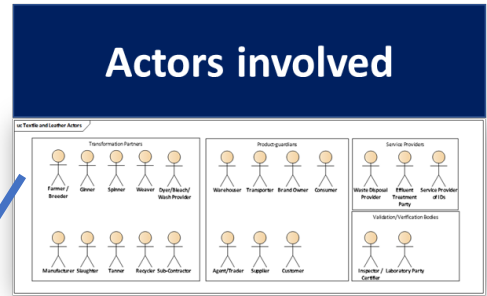 Actors involved
uc Textile and Leather Actors
Transformation Partners
Farmer /
Breeder
Ginner
Spinner
Weaver
Dyer/Bleach/
Wash Provider
Manufacturer
Slaughter
Tanner
Recycler
Sub-Contractor
Product-guardians
Warehouser
Transporter
Brand Owner
Consumer
Agent/Trader
Supplier
Customer
Service Providers
Waste Disposal
Provider
Effluent
Treatment
Party
Service Provider
of IDs
Validation/Verification Bodies
Inspector /
Certifier
Laboratory Party